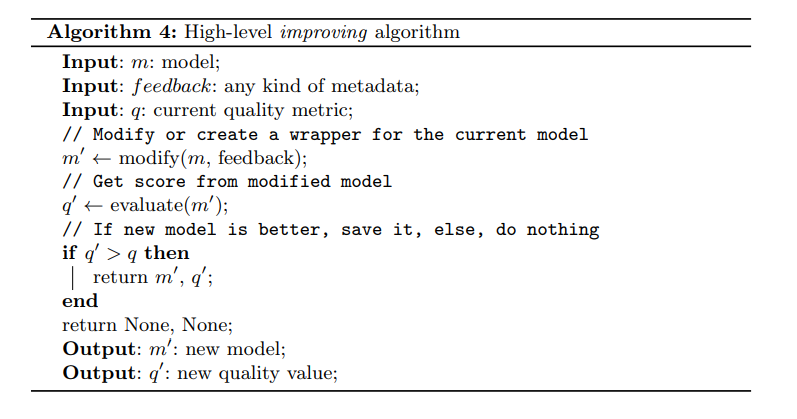 Algorithm 4: High-level improving algorithm
Input: m: model;
Input: feedback: any kind of metadata;
Input: q: current quality metric;
// Modify or create a wrapper for the current model
m′ ← modify(m, feedback);
// Get score from modified model
q′ ← evaluate(m′);
// If new model is better, save it, else, do nothing
if q′ > q then
return m′, q′;
end
return None, None;
Output: m′: new model;
Output: q′: new quality value;